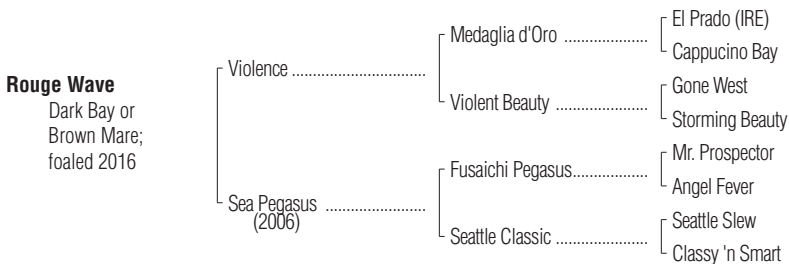 Rouge Wave
Dark Bay or
Brown Mare;
foaled 2016
Violence ................................
Sea Pegasus ........................
(2006)
Medaglia d'Oro ....................
Violent Beauty ......................
Fusaichi Pegasus..................
Seattle Classic ......................
El Prado (IRE)
Cappucino Bay
Gone West
Storming Beauty
Mr. Prospector
Angel Fever
Seattle Slew
Classy 'n Smart